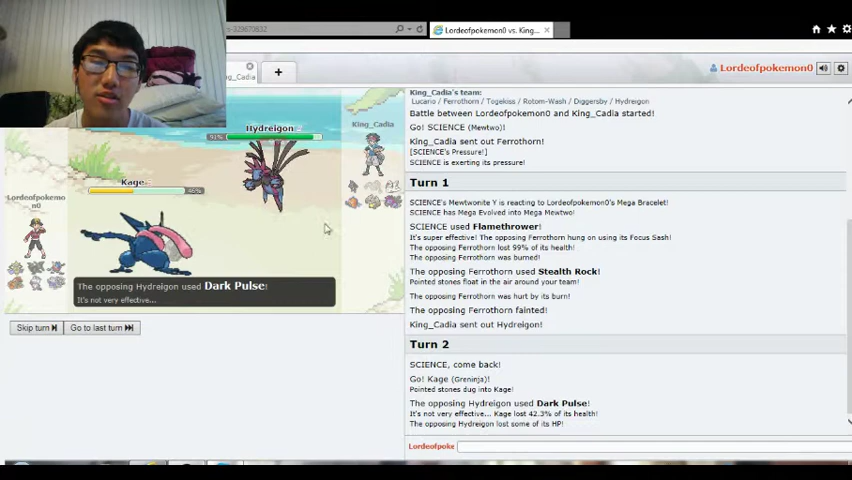 Lordeofpokemon0 vs. King_...
Lordeofpokemon0
ng_Cadia
+
King_Cadia's team:
Lucario / Ferrothorn / Togekiss / Rotom-Wash / Diggersby / Hydreigon
Battle between Lordeofpokemon0 and King_Cadia started!
Go! SCIENCE (Mewtwo)!
King_Cadia sent out Ferrothorn!
[SCIENCE's Pressure!]
SCIENCE is exerting its pressure!
Turn 1
SCIENCE's Mewtwonite Y is reacting to Lordeofpokemon0's Mega Bracelet!
SCIENCE has Mega Evolved into Mega Mewtwo!
SCIENCE used Flamethrower!
It's super effective! The opposing Ferrothorn hung on using its Focus Sash!
The opposing Ferrothorn lost 99% of its health!
The opposing Ferrothorn was burned!
The opposing Ferrothorn used Stealth Rock!
Pointed stones float in the air around your team!
The opposing Ferrothorn was hurt by its burn!
The opposing Ferrothorn fainted!
King_Cadia sent out Hydreigon!
Turn 2
SCIENCE, come back!
Go! Kage (Greninja)!
Pointed stones dug into Kage!
The opposing Hydreigon used Dark Pulse!
It's not very effective... Kage lost 42.3% of its health!
The opposing Hydreigon lost some of its HP!
Lordeofpoke
Hydreigon
91%
King_Cadia
Kage
46%
Lordeofpokemo
n0
The opposing Hydreigon used Dark Pulse!
It's not very effective...
Skip turn
Go to last turn